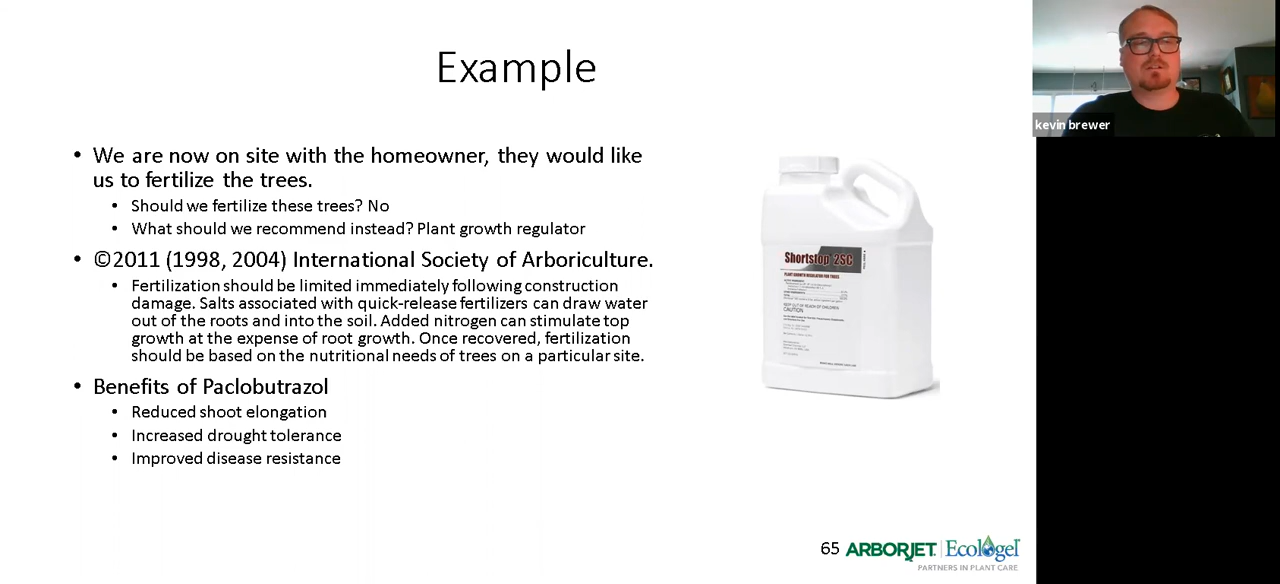 Example
• We are now on site with the homeowner, they would like
us to fertilize the trees.
• Should we fertilize these trees? No
• What should we recommend instead? Plant growth regulator
• ©2011 (1998, 2004) International Society of Arboriculture.
• Fertilization should be limited immediately following construction
damage. Salts associated with quick-release fertilizers can draw water
out of the roots and into the soil. Added nitrogen can stimulate top
growth at the expense of root growth. Once recovered, fertilization
should be based on the nutritional needs of trees on a particular site.
• Benefits of Paclobutrazol
• Reduced shoot elongation
• Increased drought tolerance
• Improved disease resistance
Shortstop 2SC
PLANT GROWTH REGULATOR FOR TREES
KEEP OUT OF REACH OF CHILDREN
CAUTION
65 ARBORJET | Ecologel
PARTNERS IN PLANT CARE
kevin brewer